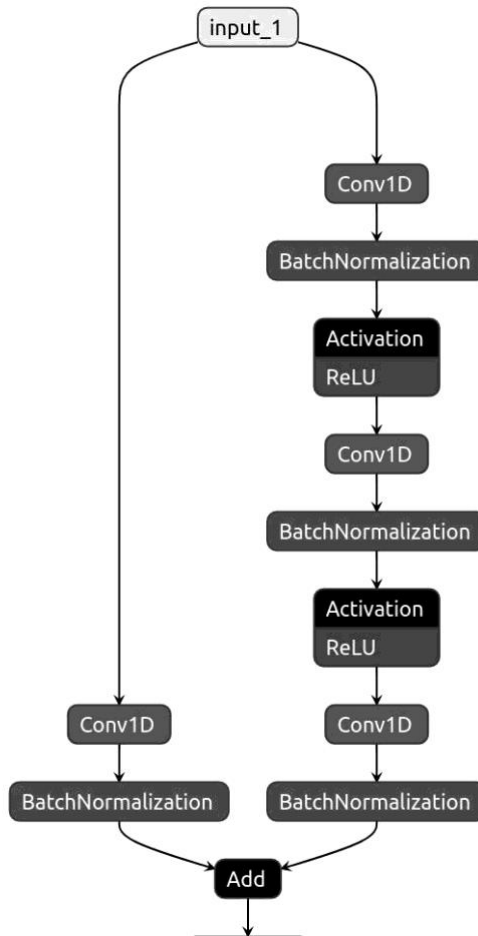 input_1
Conv1D
BatchNormalization
Activation
ReLU
Conv1D
BatchNormalization
Activation
ReLU
Conv1D
Conv1D
BatchNormalization
BatchNormalization
Add